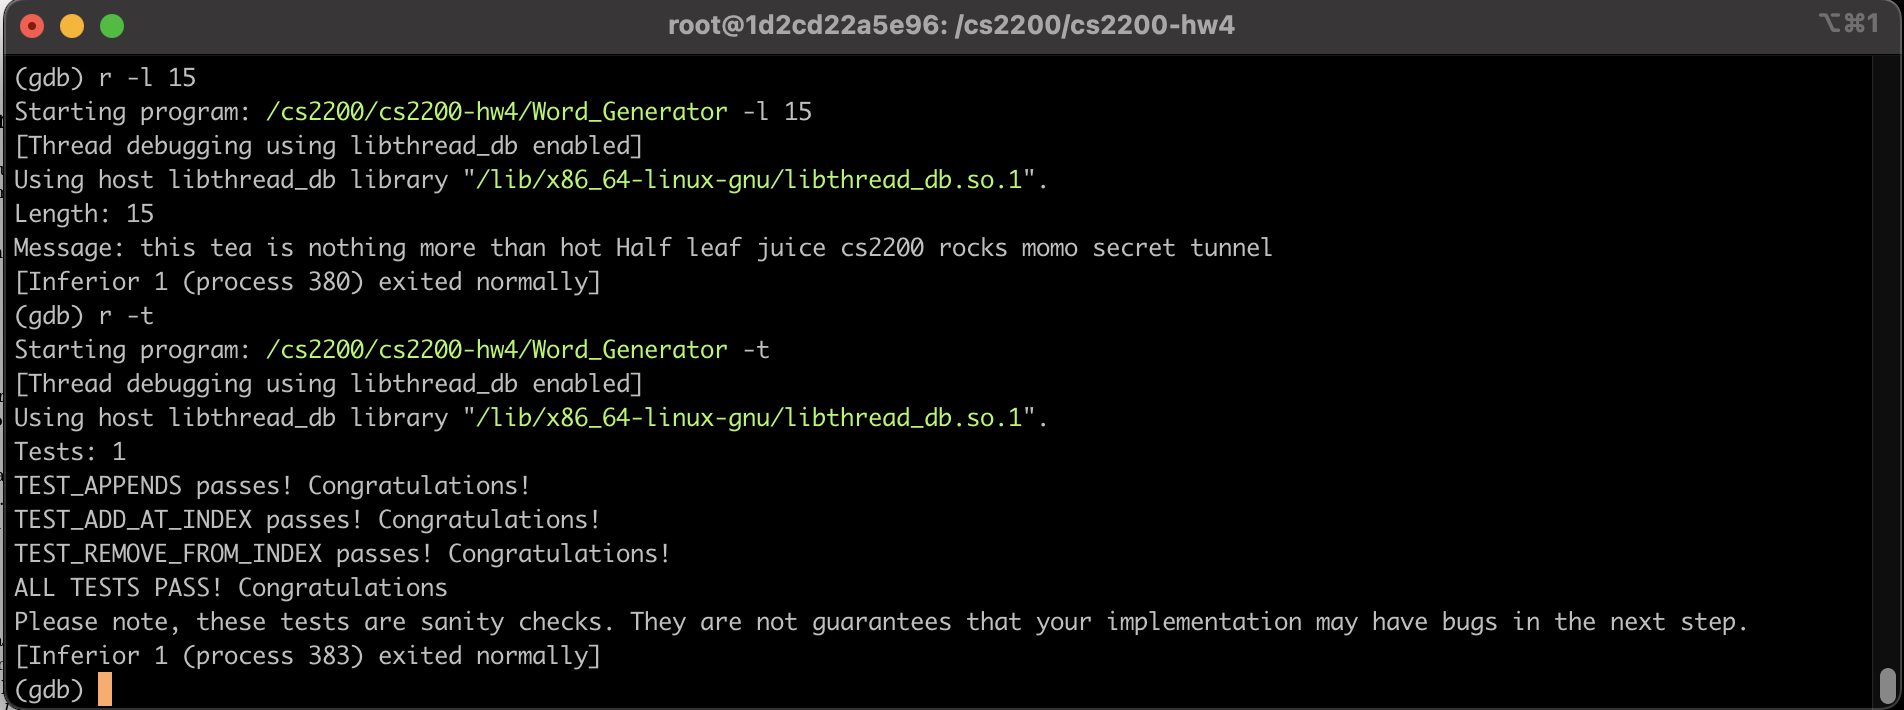 root@1d2cd22a5e96: /cs2200/cs2200-hw4
⌥⌘1
(gdb) r -l 15
Starting program: /cs2200/cs2200-hw4/Word_Generator -l 15
[Thread debugging using libthread_db enabled]
Using host libthread_db library "/lib/x86_64-linux-gnu/libthread_db.so.1".
Length: 15
Message: this tea is nothing more than hot Half leaf juice cs2200 rocks momo secret tunnel
[Inferior 1 (process 380) exited normally]
(gdb) r -t
Starting program: /cs2200/cs2200-hw4/Word_Generator -t
[Thread debugging using libthread_db enabled]
Using host libthread_db library "/lib/x86_64-linux-gnu/libthread_db.so.1".
Tests: 1
TEST_APPENDS passes! Congratulations!
TEST_ADD_AT_INDEX passes! Congratulations!
TEST_REMOVE_FROM_INDEX passes! Congratulations!
ALL TESTS PASS! Congratulations
Please note, these tests are sanity checks. They are not guarantees that your implementation may have bugs in the next step.
[Inferior 1 (process 383) exited normally]
(gdb)